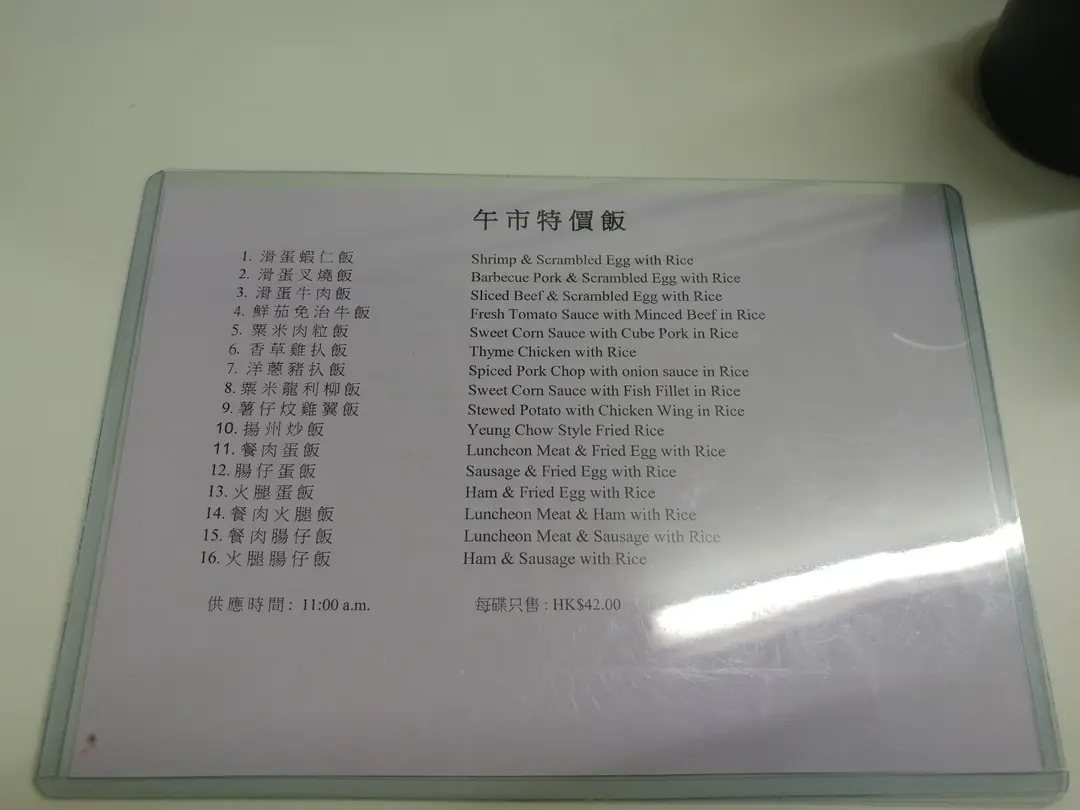 午市特價飯
1. 滑蛋蝦仁飯 Shrimp & Scrambled Egg with Rice
2. 滑蛋叉燒飯 Barbecue Pork & Scrambled Egg with Rice
3. 滑蛋牛肉飯 Sliced Beef & Scrambled Egg with Rice
4. 鮮茄免治牛飯 Fresh Tomato Sauce with Minced Beef in Rice
5. 粟米肉粒飯 Sweet Corn Sauce with Cube Pork in Rice
6. 香草雞扒飯 Thyme Chicken with Rice
7. 洋蔥豬扒飯 Spiced Pork Chop with onion sauce in Rice
8. 粟米龍利柳飯 Sweet Corn Sauce with Fish Fillet in Rice
9. 薯仔炆雞翼飯 Stewed Potato with Chicken Wing in Rice
10. 揚州炒飯 Yeung Chow Style Fried Rice
11. 餐肉蛋飯 Luncheon Meat & Fried Egg with Rice
12. 腸仔蛋飯 Sausage & Fried Egg with Rice
13. 火腿蛋飯 Ham & Fried Egg with Rice
14. 餐肉火腿飯 Luncheon Meat & Ham with Rice
15. 餐肉腸仔飯 Luncheon Meat & Sausage with Rice
16. 火腿腸仔飯 Ham & Sausage with Rice
供應時間: 11:00 a.m. 每碟只售 : HK$42.00